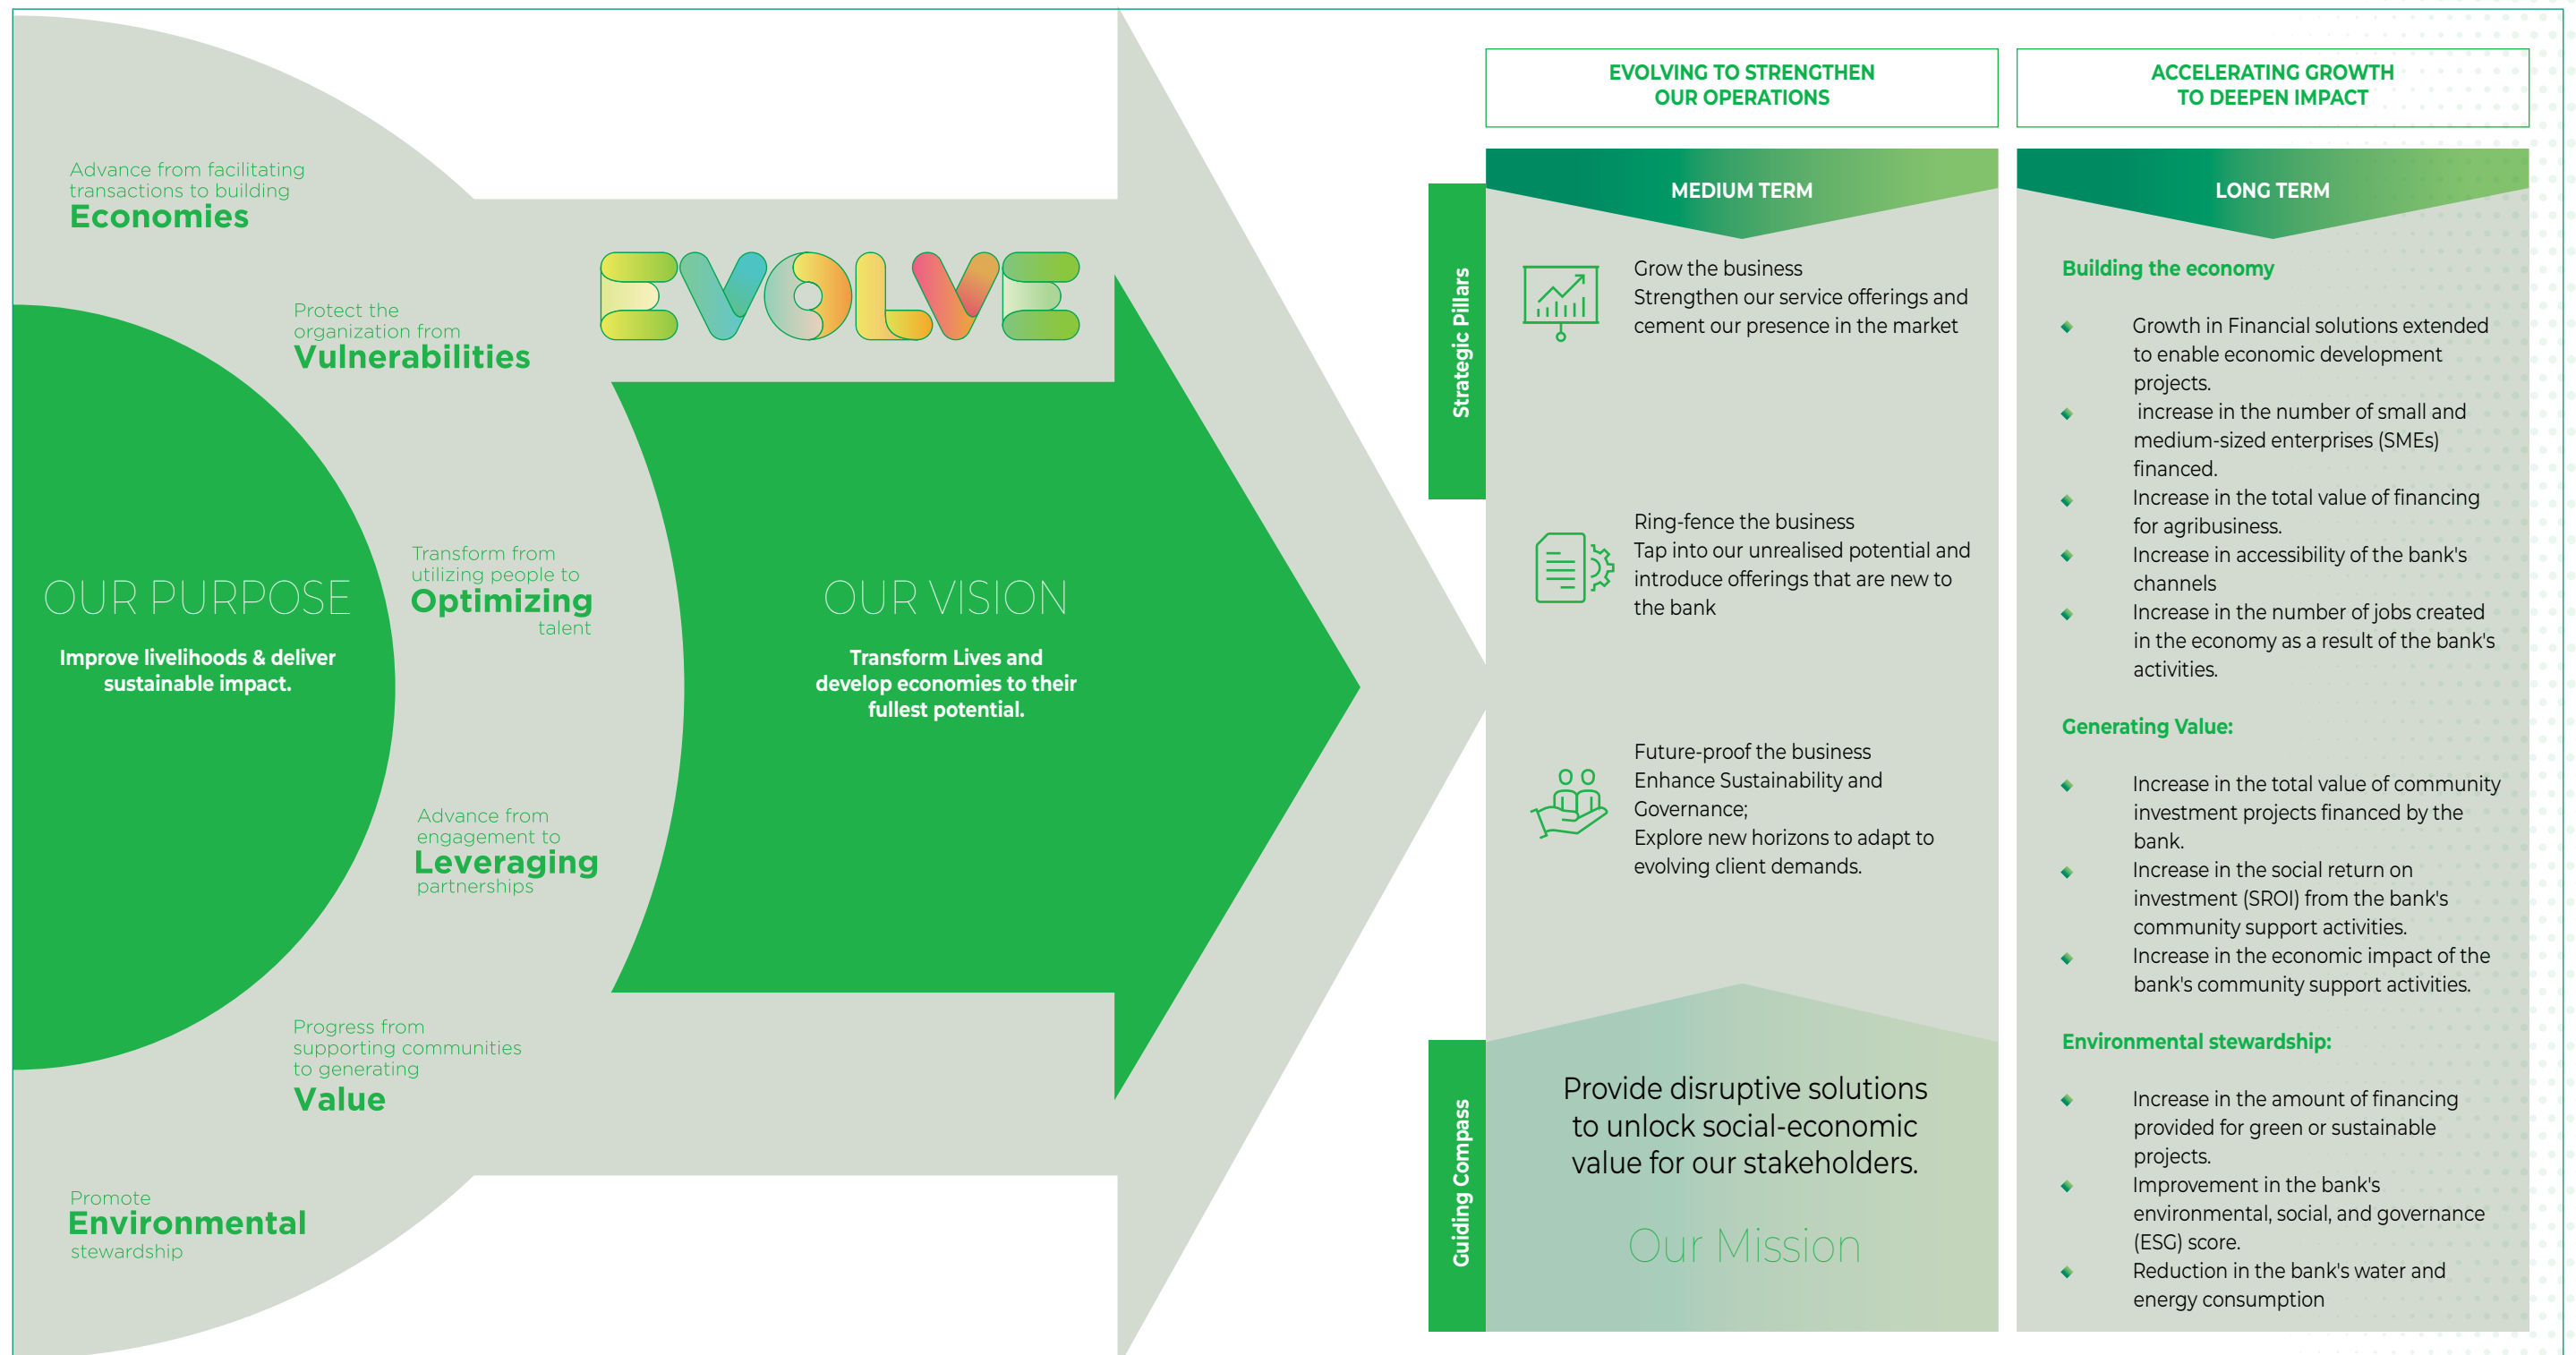 Advance from facilitating
transactions to building
Economies
Protect the
organization from
Vulnerabilities
Transform from
utilizing people to
Optimizing
talent
Advance from
engagement to
Leveraging
partnerships
Progress from
supporting communities
to generating
Value
Promote
Environmental
stewardship
OUR PURPOSE
Improve livelihoods & deliver
sustainable impact.
EVOLVE
OUR VISION
Transform Lives and
develop economies to their
fullest potential.
EVOLVING TO STRENGTHEN
OUR OPERATIONS
Strategic Pillars
MEDIUM TERM
Grow the business
Strengthen our service offerings and
cement our presence in the market
Ring-fence the business
Tap into our unrealised potential and
introduce offerings that are new to
the bank
Future-proof the business
Enhance Sustainability and
Governance;
Explore new horizons to adapt to
evolving client demands.
Guiding Compass
Provide disruptive solutions
to unlock social-economic
value for our stakeholders.
Our Mission
ACCELERATING GROWTH
TO DEEPEN IMPACT
LONG TERM
Building the economy
Growth in Financial solutions extended
to enable economic development
projects.
increase in the number of small and
medium-sized enterprises (SMEs)
financed.
Increase in the total value of financing
for agribusiness.
Increase in accessibility of the bank's
channels
Increase in the number of jobs created
in the economy as a result of the bank's
activities.
Generating Value:
Increase in the total value of community
investment projects financed by the
bank.
Increase in the social return on
investment (SROI) from the bank's
community support activities.
Increase in the economic impact of the
bank's community support activities.
Environmental stewardship:
Increase in the amount of financing
provided for green or sustainable
projects.
Improvement in the bank's
environmental, social, and governance
(ESG) score.
Reduction in the bank's water and
energy consumption